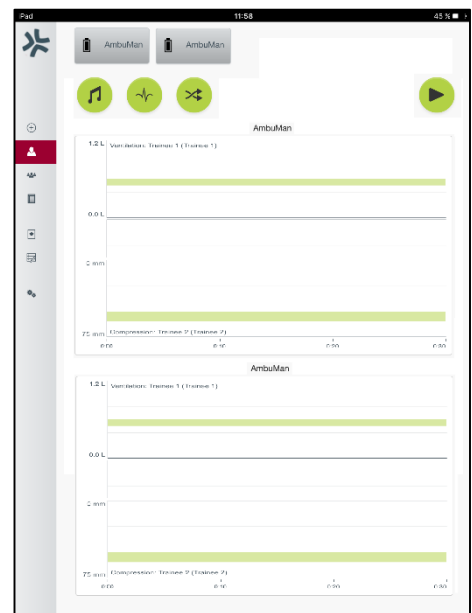 iPad 11:58 45 %
AmbuMan AmbuMan
AmbuMan
1.2 L
Ventilation: Trainee 1 (Trainee 1)
0.0 L
0 mm
Compression: Trainee 2 (Trainee 2)
75 mm
0:00 0:10 0:20 0:30
AmbuMan
1.2 L
Ventilation: Trainee 1 (Trainee 1)
0.0 L
0 mm
Compression: Trainee 2 (Trainee 2)
75 mm
0:00 0:10 0:20 0:30